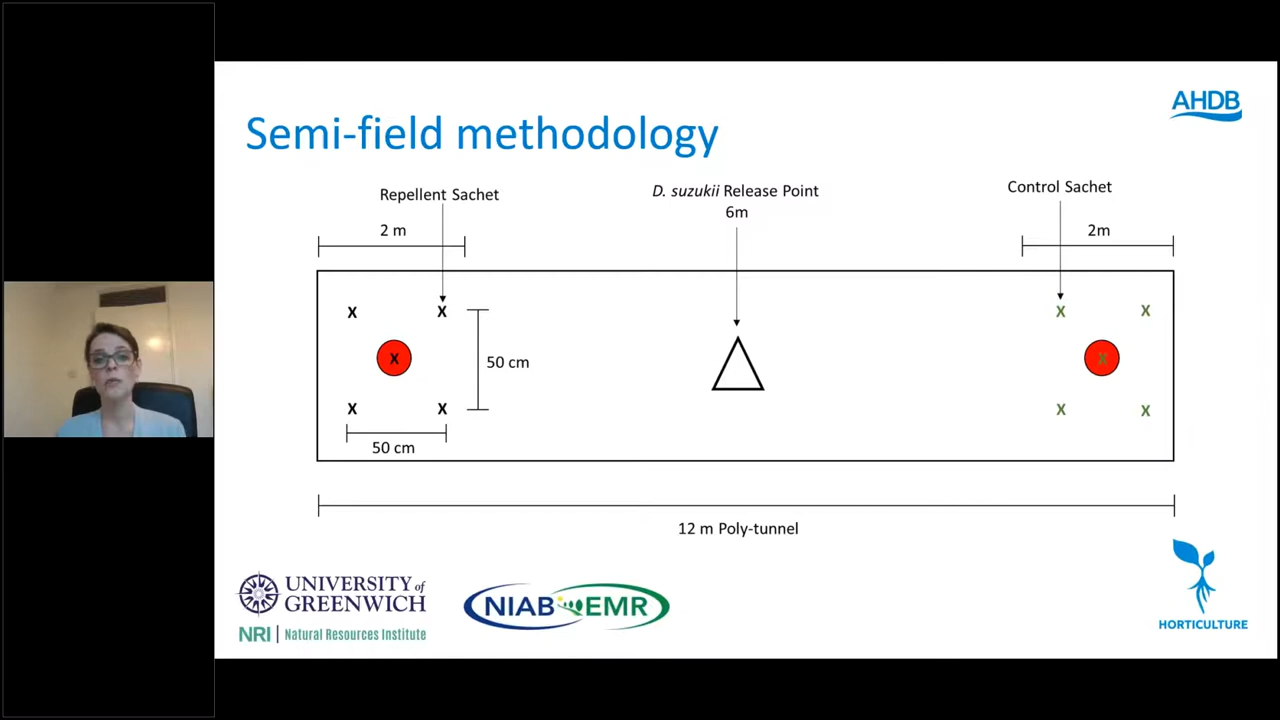 AHDB
Semi-field methodology
Repellent Sachet
D. suzukii Release Point
6m
Control Sachet
2 m
2m
X X X X
X X
50 cm
X X X X
50 cm
12 m Poly-tunnel
UNIVERSITY of
GREENWICH
NRI | Natural Resources Institute
NIAB EMR
HORTICULTURE